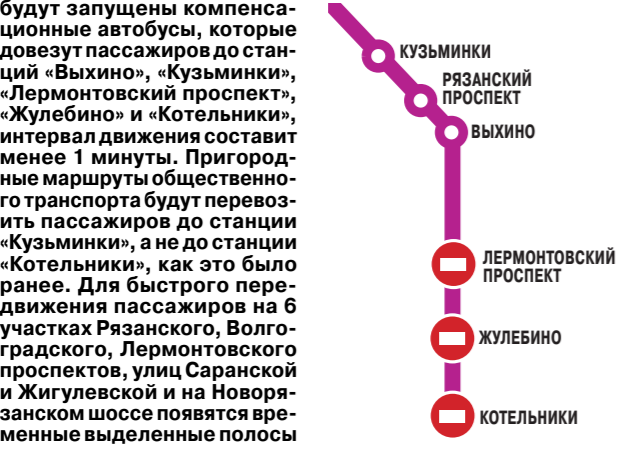 будут запущены компенса-
ционные автобусы, которые
довезут пассажиров до стан-
ций «Выхино», «Кузьминки»,
«Лермонтовский проспект»,
«Жулебино» и «Котельники»,
интервал движения составит
менее 1 минуты. Пригород-
ные маршруты общественно-
го транспорта будут перевоз-
ить пассажиров до станции
«Кузьминки», а не до станции
«Котельники», как это было
ранее. Для быстрого пере-
движения пассажиров на 6
участках Рязанского, Волго-
градского, Лермонтовского
проспектов, улиц Саранской
и Жигулевской и на Новоря-
занском шоссе появятся вре-
менные выделенные полосы
КУЗЬМИНКИ
РЯЗАНСКИЙ
ПРОСПЕКТ
ВЫХИНО
ЛЕРМОНТОВСКИЙ
ПРОСПЕКТ
ЖУЛЕБИНО
КОТЕЛЬНИКИ